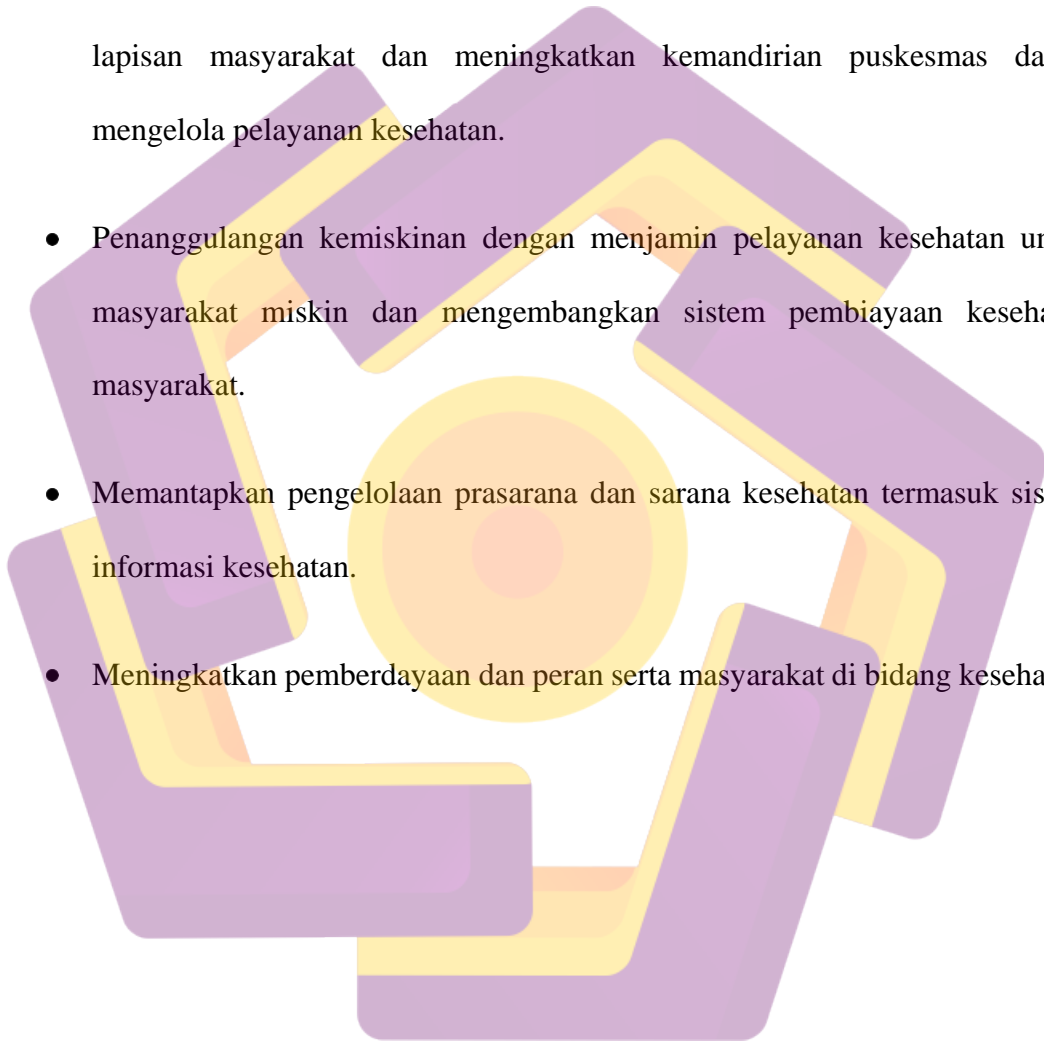 lapisan masyarakat dan meningkatkan kemandirian puskesmas da
mengelola pelayanan kesehatan.
• Penanggulangan kemiskinan dengan menjamin pelayanan kesehatan un
masyarakat miskin dan mengembangkan sistem pembiayaan keseha
masyarakat.
• Memantapkan pengelolaan prasarana dan sarana kesehatan termasuk sis
informasi kesehatan.
• Meningkatkan pemberdayaan dan peran serta masyarakat di bidang keseha